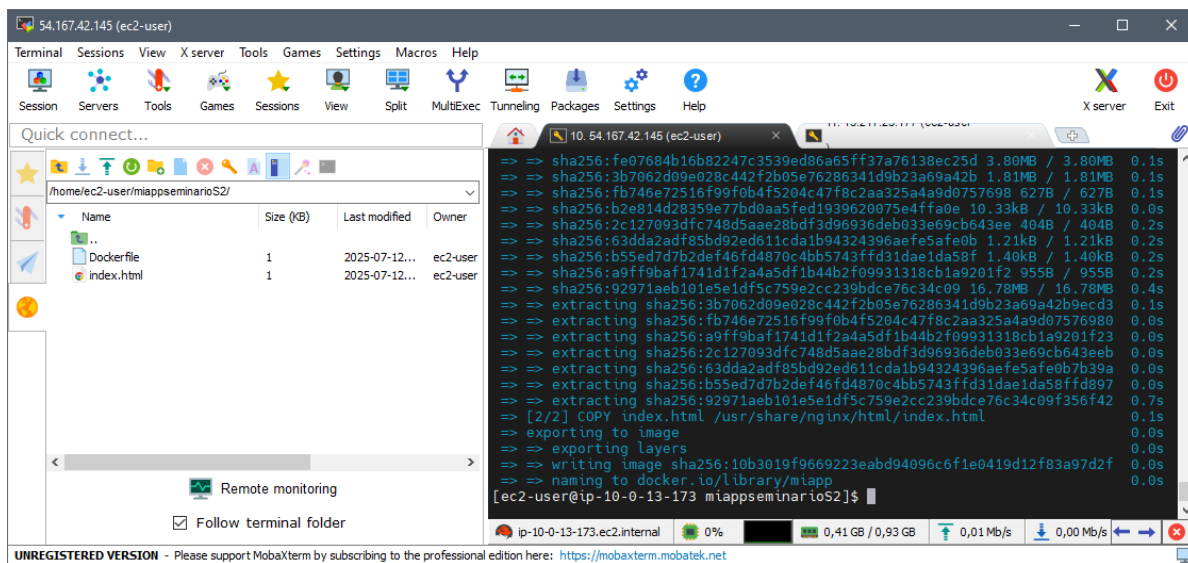 54.167.42.145 (ec2-user)
Terminal Sessions View X server Tools Games Settings Macros Help
Session Servers Tools Games Sessions View Split MultiExec Tunneling Packages Settings Help X server Exit
Quick connect...
10. 54.167.42.145 (ec2-user)
/home/ec2-user/miappseminarioS2/
Name Size (KB) Last modified Owner
..
Dockerfile 1 2025-07-12... ec2-user
index.html 1 2025-07-12... ec2-user
Remote monitoring
Follow terminal folder
=> => sha256:fe07684b16b82247c3539ed86a65ff37a76138ec25d 3.80MB / 3.80MB 0.1s
=> => sha256:3b7062d09e028c442f2b05e76286341d9b23a69a42b 1.81MB / 1.81MB 0.1s
=> => sha256:fb746e72516f99f0b4f5204c47f8c2aa325a4a9d0757698 627B / 627B 0.1s
=> => sha256:b2e814d28359e77bd0aa5fed1939620075e4ffa0e 10.33kB / 10.33kB 0.0s
=> => sha256:2c127093dfc748d5aae28bdf3d96936deb033e69cb643ee 404B / 404B 0.2s
=> => sha256:63dda2adf85bd92ed611cda1b94324396aefe5afe0b 1.21kB / 1.21kB 0.2s
=> => sha256:b55ed7d7b2def46fd4870c4bb5743ffd31dae1da58f 1.40kB / 1.40kB 0.2s
=> => sha256:a9ff9baf1741d1f2a4a5df1b44b2f09931318cb1a9201f2 955B / 955B 0.2s
=> => sha256:92971aeb101e5e1df5c759e2cc239bdce76c34c09 16.78MB / 16.78MB 0.4s
=> => extracting sha256:3b7062d09e028c442f2b05e76286341d9b23a69a42b9ecd3 0.1s
=> => extracting sha256:fb746e72516f99f0b4f5204c47f8c2aa325a4a9d07576980 0.0s
=> => extracting sha256:a9ff9baf1741d1f2a4a5df1b44b2f09931318cb1a9201f23 0.0s
=> => extracting sha256:2c127093dfc748d5aae28bdf3d96936deb033e69cb643eeb 0.0s
=> => extracting sha256:63dda2adf85bd92ed611cda1b94324396aefe5afe0b7b39a 0.0s
=> => extracting sha256:b55ed7d7b2def46fd4870c4bb5743ffd31dae1da58ffd897 0.0s
=> => extracting sha256:92971aeb101e5e1df5c759e2cc239bdce76c34c09f356f42 0.7s
=> [2/2] COPY index.html /usr/share/nginx/html/index.html 0.1s
=> exporting to image 0.0s
=> => exporting layers 0.0s
=> => writing image sha256:10b3019f9669223eabd94096c6f1e0419d12f83a97d2f 0.0s
=> => naming to docker.io/library/miapp 0.0s
[ec2-user@ip-10-0-13-173 miappseminarioS2]$
ip-10-0-13-173.ec2.internal 0% 0,41 GB / 0,93 GB 0,01 Mb/s 0,00 Mb/s
UNREGISTERED VERSION - Please support MobaXterm by subscribing to the professional edition here: https://mobaxterm.mobatek.net